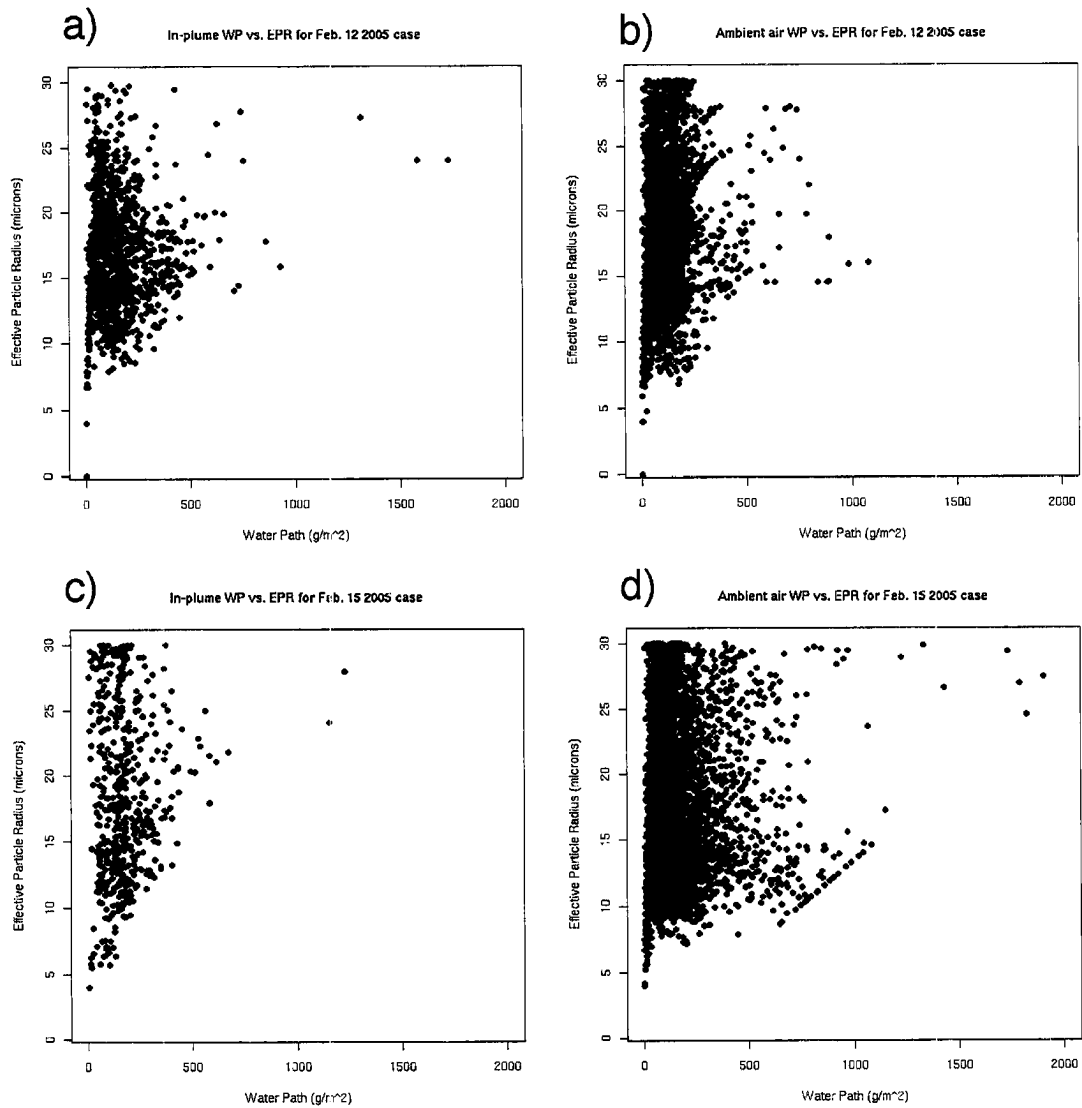 a)
In-plume WP vs. EPR for Feb. 12 2005 case
Effective Particle Radius (microns)
30
25
20
15
10
5
0
0 500 1000 1500 2000
Water Path (g/m^2)
b)
Ambient air WP vs. EPR for Feb. 12 2005 case
Effective Particle Radius (microns)
30
25
20
15
10
5
0
0 500 1000 1500 2000
Water Path (g/m^2)
c)
In-plume WP vs. EPR for Feb. 15 2005 case
Effective Particle Radius (microns)
30
25
20
15
10
5
0
0 500 1000 1500 2000
Water Path (g/m^2)
d)
Ambient air WP vs. EPR for Feb. 15 2005 case
Effective Particle Radius (microns)
30
25
20
15
10
5
0
0 500 1000 1500 2000
Water Path (g/m^2)